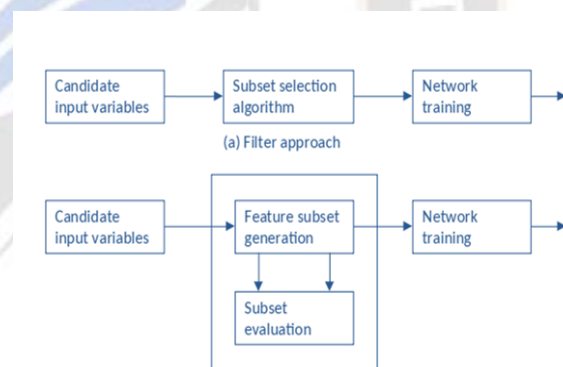 Candidate
input variables
Subset selection
algorithm
Network
training
(a) Filter approach
Candidate
input variables
Feature subset
generation
Network
training
Subset
evaluation